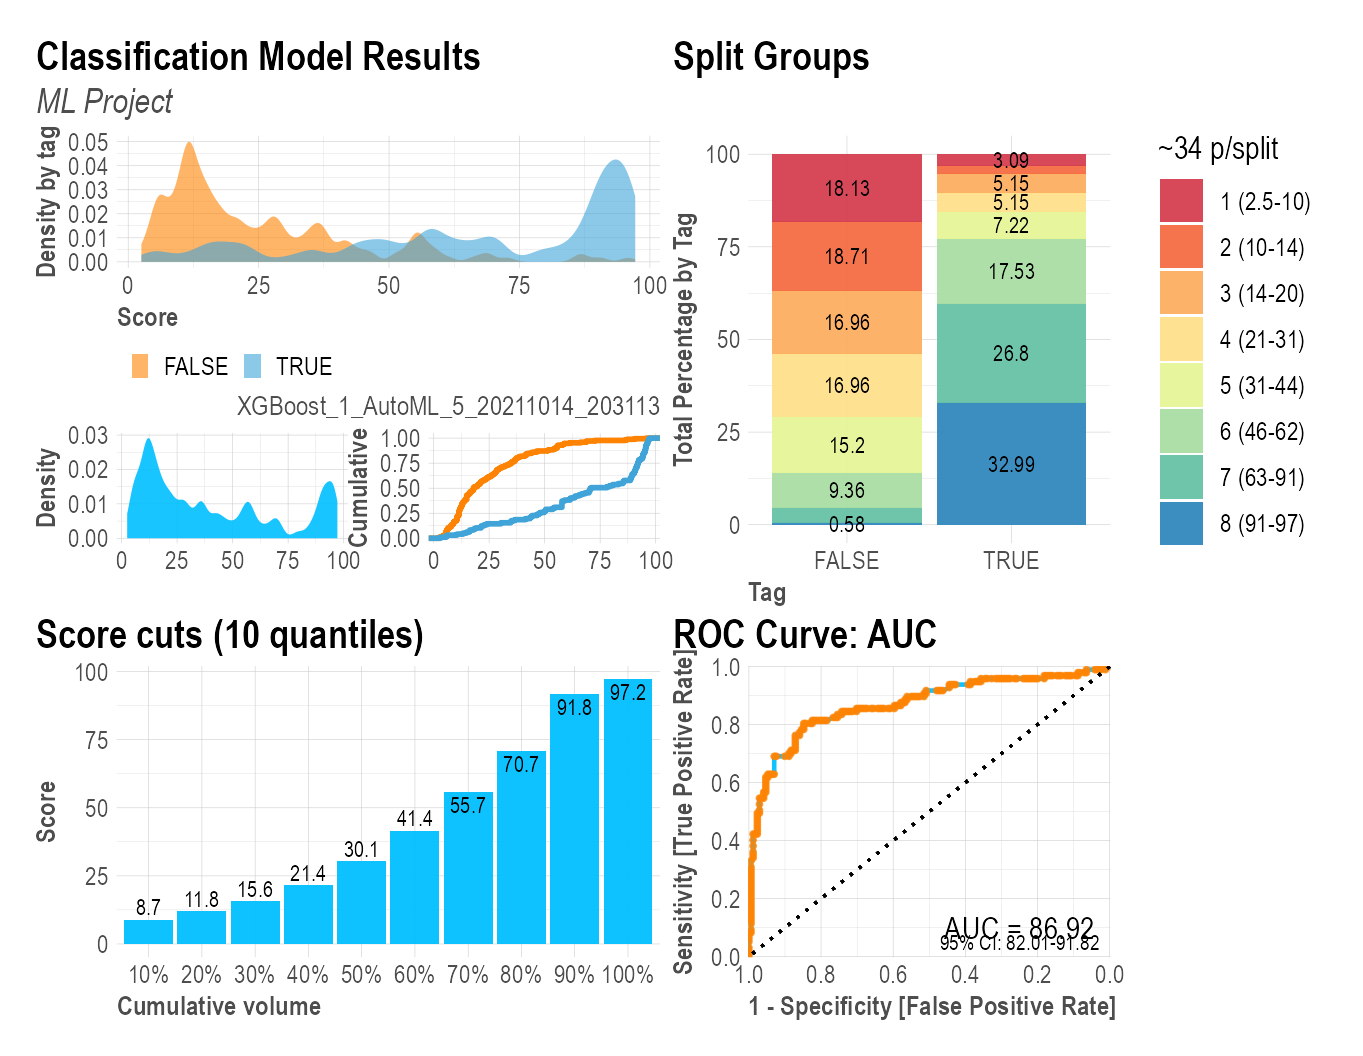 Classification Model Results
ML Project
Density by tag
0.05
0.04
0.03
0.02
0.01
0.00
0 25 50 75 100
Score
FALSE TRUE
XGBoost_1_AutoML_5_20211014_203113
Density
0.03
0.02
0.01
0.00
0 25 50 75 100
Cumulative
1.00
0.75
0.50
0.25
0.00
0 25 50 75 100
Split Groups
Total Percentage by Tag
100
75
50
25
0
18.13
18.71
16.96
16.96
15.2
9.36
0.58
3.09
5.15
5.15
7.22
17.53
26.8
32.99
FALSE TRUE
Tag
~34 p/split
1 (2.5-10)
2 (10-14)
3 (14-20)
4 (21-31)
5 (31-44)
6 (46-62)
7 (63-91)
8 (91-97)
Score cuts (10 quantiles)
Score
100
75
50
25
0
8.7 11.8 15.6 21.4 30.1 41.4 55.7 70.7 91.8 97.2
10% 20% 30% 40% 50% 60% 70% 80% 90% 100%
Cumulative volume
ROC Curve: AUC
Sensitivity [True Positive Rate]
1.0
0.8
0.6
0.4
0.2
0.0
AUC = 86.92
95% CI: 82.01-91.82
1.0 0.8 0.6 0.4 0.2 0.0
1 - Specificity [False Positive Rate]